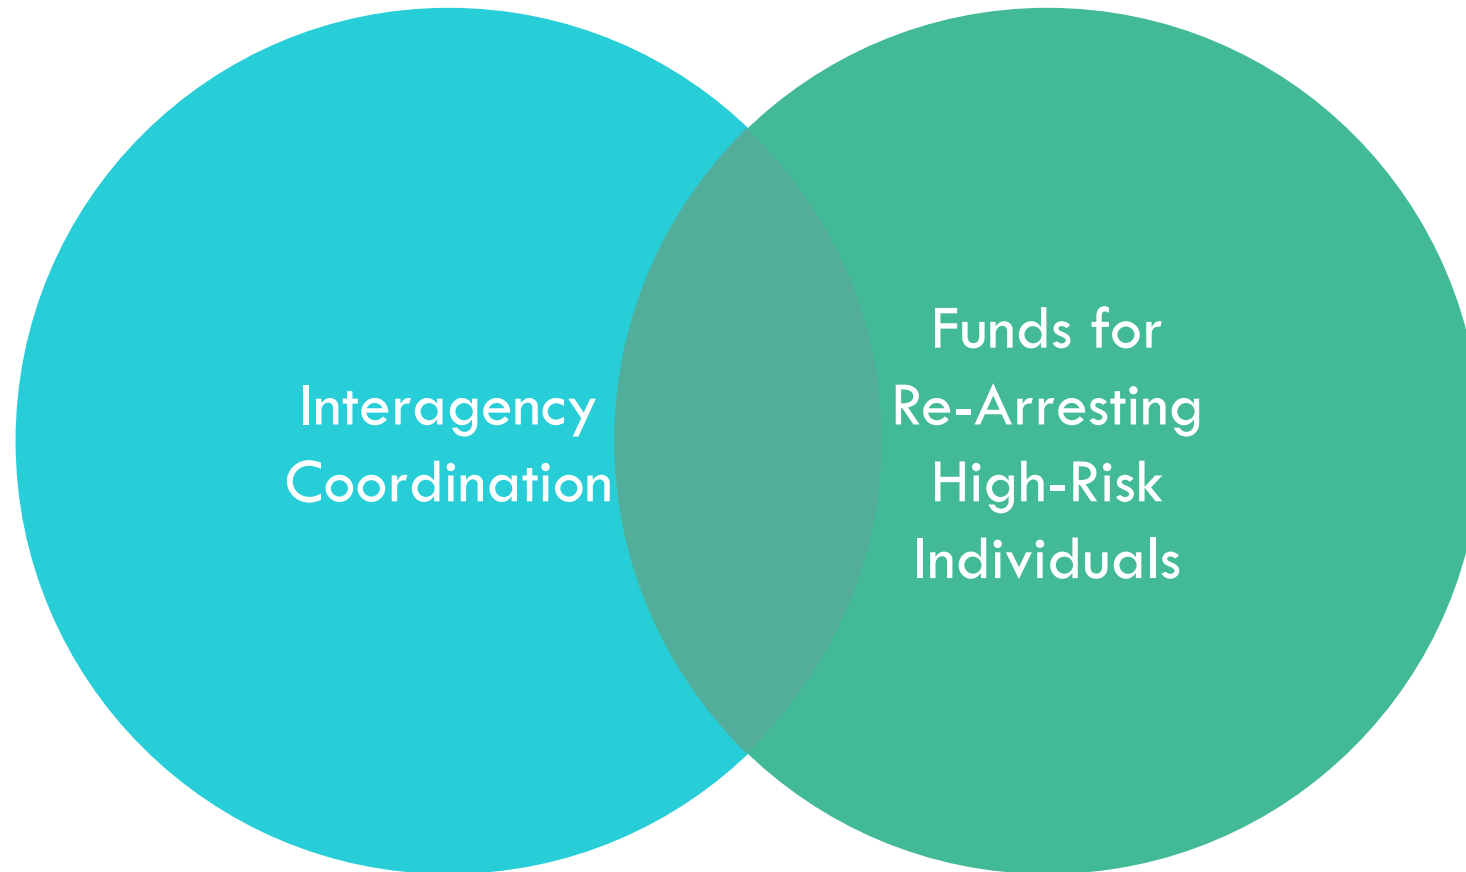 Interagency
Coordination
Funds for
Re-Arresting
High-Risk
Individuals